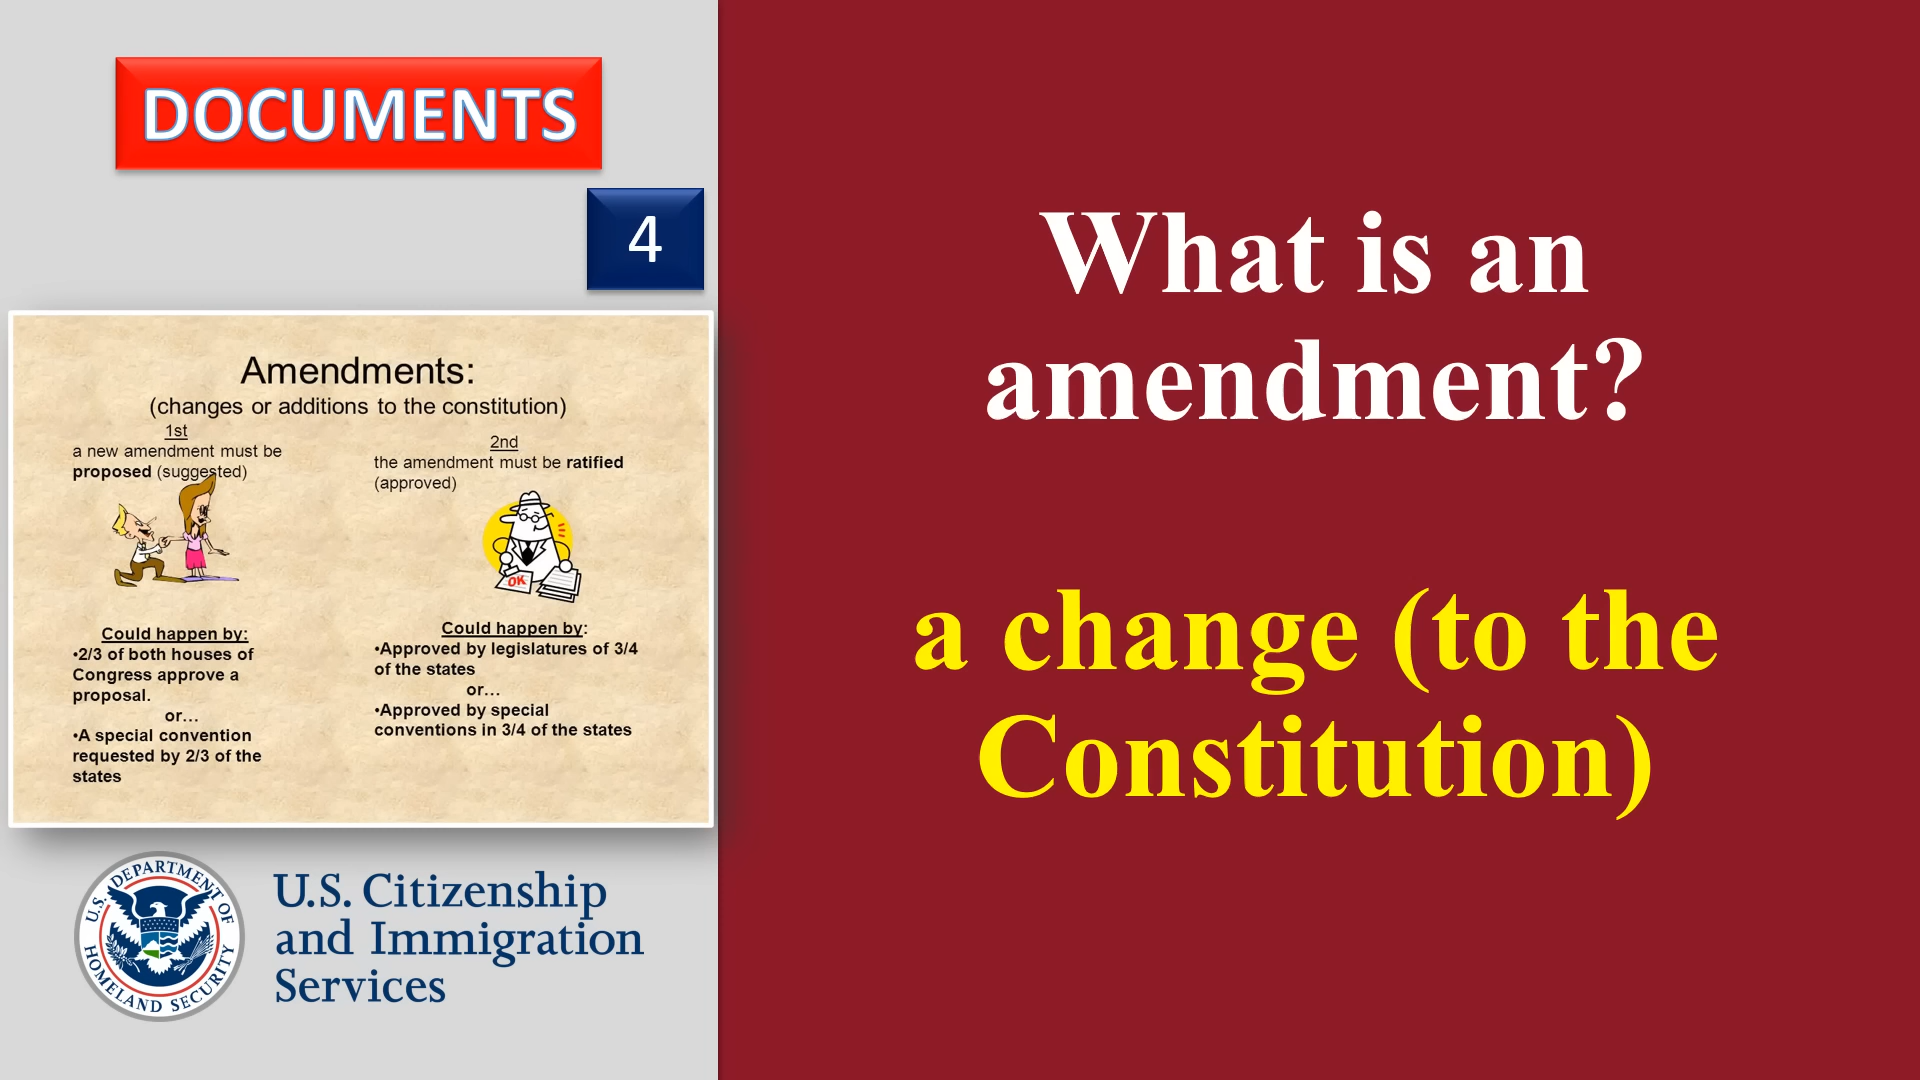 DOCUMENTS
4
Amendments:
(changes or additions to the constitution)
1st
a new amendment must be
proposed (suggested)
Could happen by:
•2/3 of both houses of
Congress approve a
proposal.
or…
•A special convention
requested by 2/3 of the
states
2nd
the amendment must be ratified
(approved)
OK
Could happen by:
•Approved by legislatures of 3/4
of the states
or…
•Approved by special
conventions in 3/4 of the states
U.S. DEPARTMENT OF
HOMELAND SECURITY
U.S. Citizenship
and Immigration
Services
What is an
amendment?
a change (to the
Constitution)